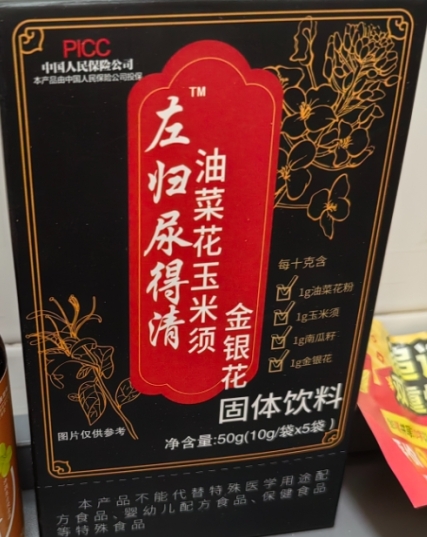 PICC
中国人民保险公司
本产品由中国人民保险公司投保
左归尿得清
TM
油菜花玉米须
金银花
固体饮料
每十克含
1g油菜花粉
1g玉米须
1g南瓜籽
1g金银花
图片仅供参考
净含量:50g(10g/袋x5袋)
本产品不能代替特殊医学用途配
方食品、婴幼儿配方食品、保健食品
等特殊食品